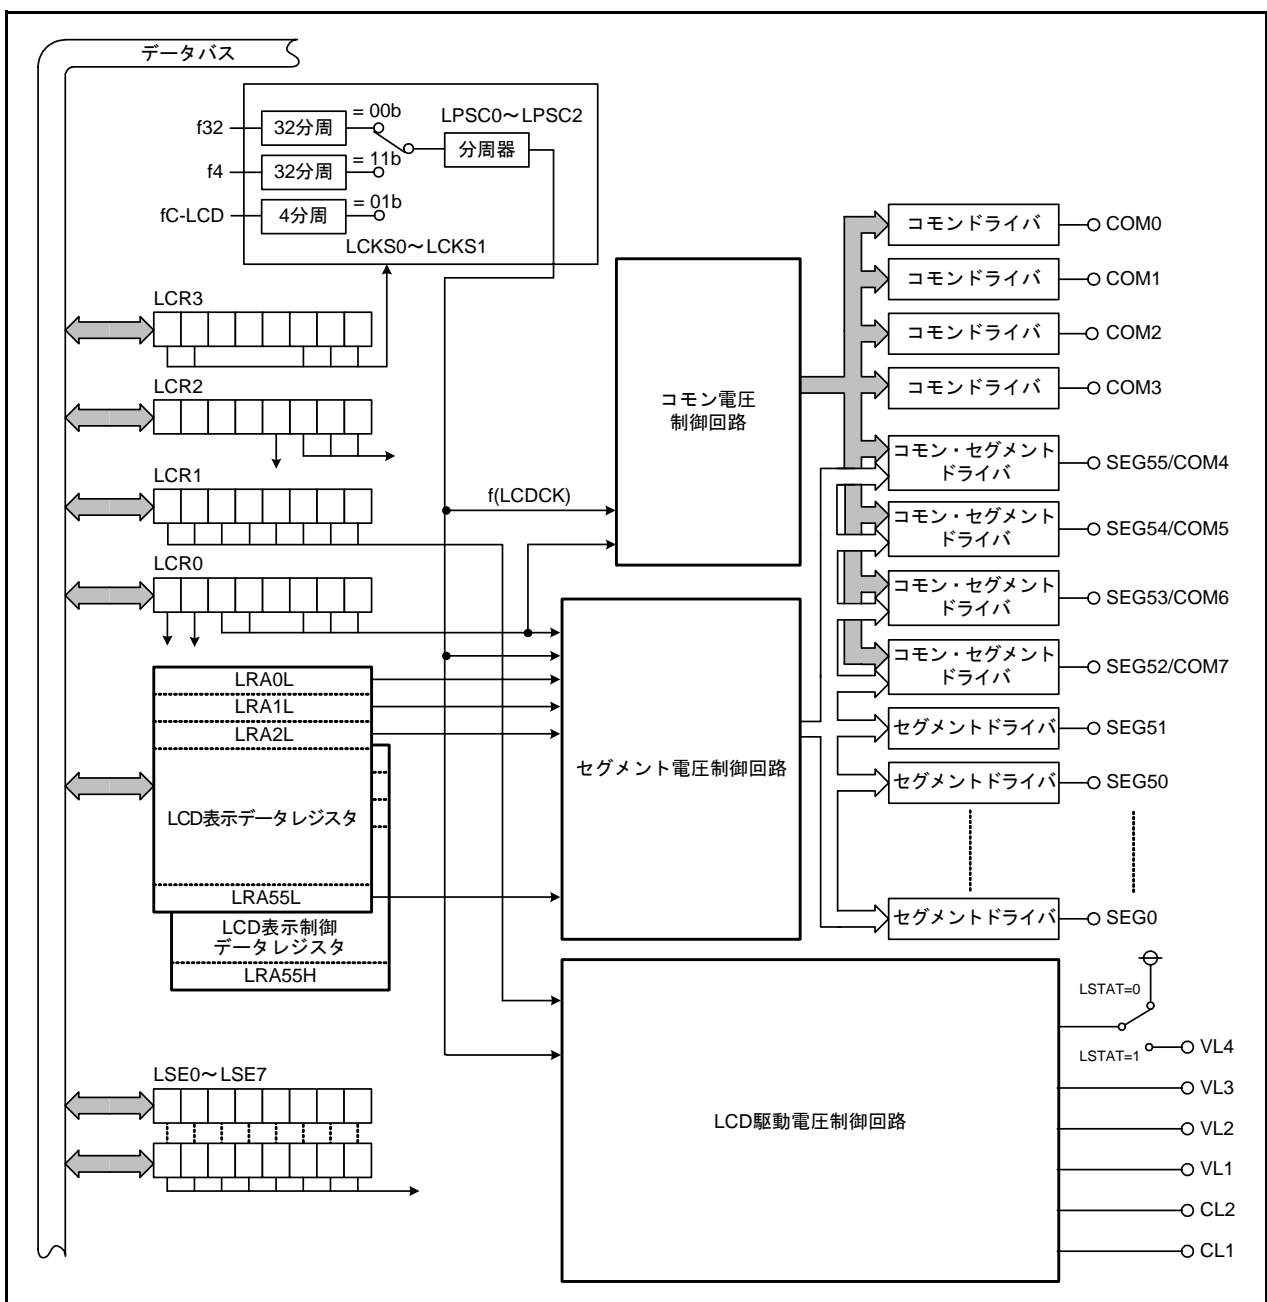 データバス
= 00b
LPSC0～LPSC2
f32
32分周
分周器
= 11b
f4
32分周
= 01b
fC-LCD
4分周
LCKS0～LCKS1
コモンドライバ
COM0
コモンドライバ
COM1
コモンドライバ
COM2
コモンドライバ
COM3
LCR3
LCR2
コモン電圧
制御回路
コモン・セグメント
ドライバ
SEG55/COM4
LCR1
f(LCDCK)
コモン・セグメント
ドライバ
SEG54/COM5
LCR0
コモン・セグメント
ドライバ
SEG53/COM6
コモン・セグメント
ドライバ
SEG52/COM7
LRA0L
LRA1L
LRA2L
セグメントドライバ
SEG51
セグメント電圧制御回路
セグメントドライバ
SEG50
LCD表示データレジスタ
LRA55L
セグメントドライバ
SEG0
LCD表示制御
データレジスタ
LRA55H
LSTAT=0
LSTAT=1
VL4
LSE0～LSE7
VL3
LCD駆動電圧制御回路
VL2
VL1
CL2
CL1